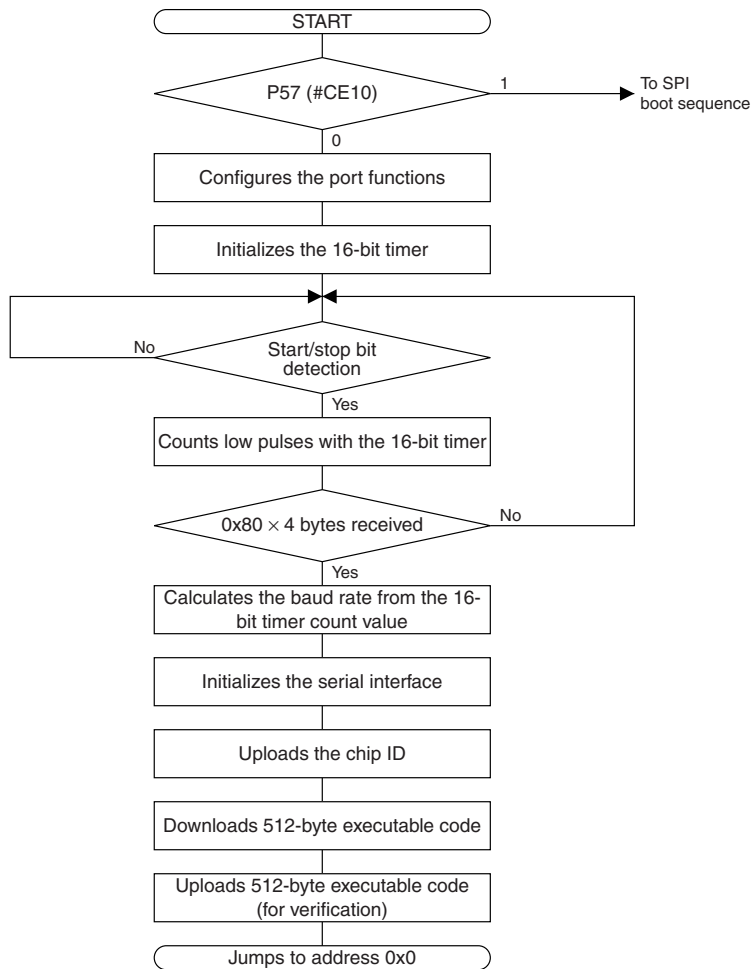 START
P57 (#CE10)
1
To SPI
boot sequence
0
Configures the port functions
Initializes the 16-bit timer
No
Start/stop bit
detection
Yes
Counts low pulses with the 16-bit timer
0x80 × 4 bytes received
No
Yes
Calculates the baud rate from the 16-
bit timer count value
Initializes the serial interface
Uploads the chip ID
Downloads 512-byte executable code
Uploads 512-byte executable code
(for verification)
Jumps to address 0x0